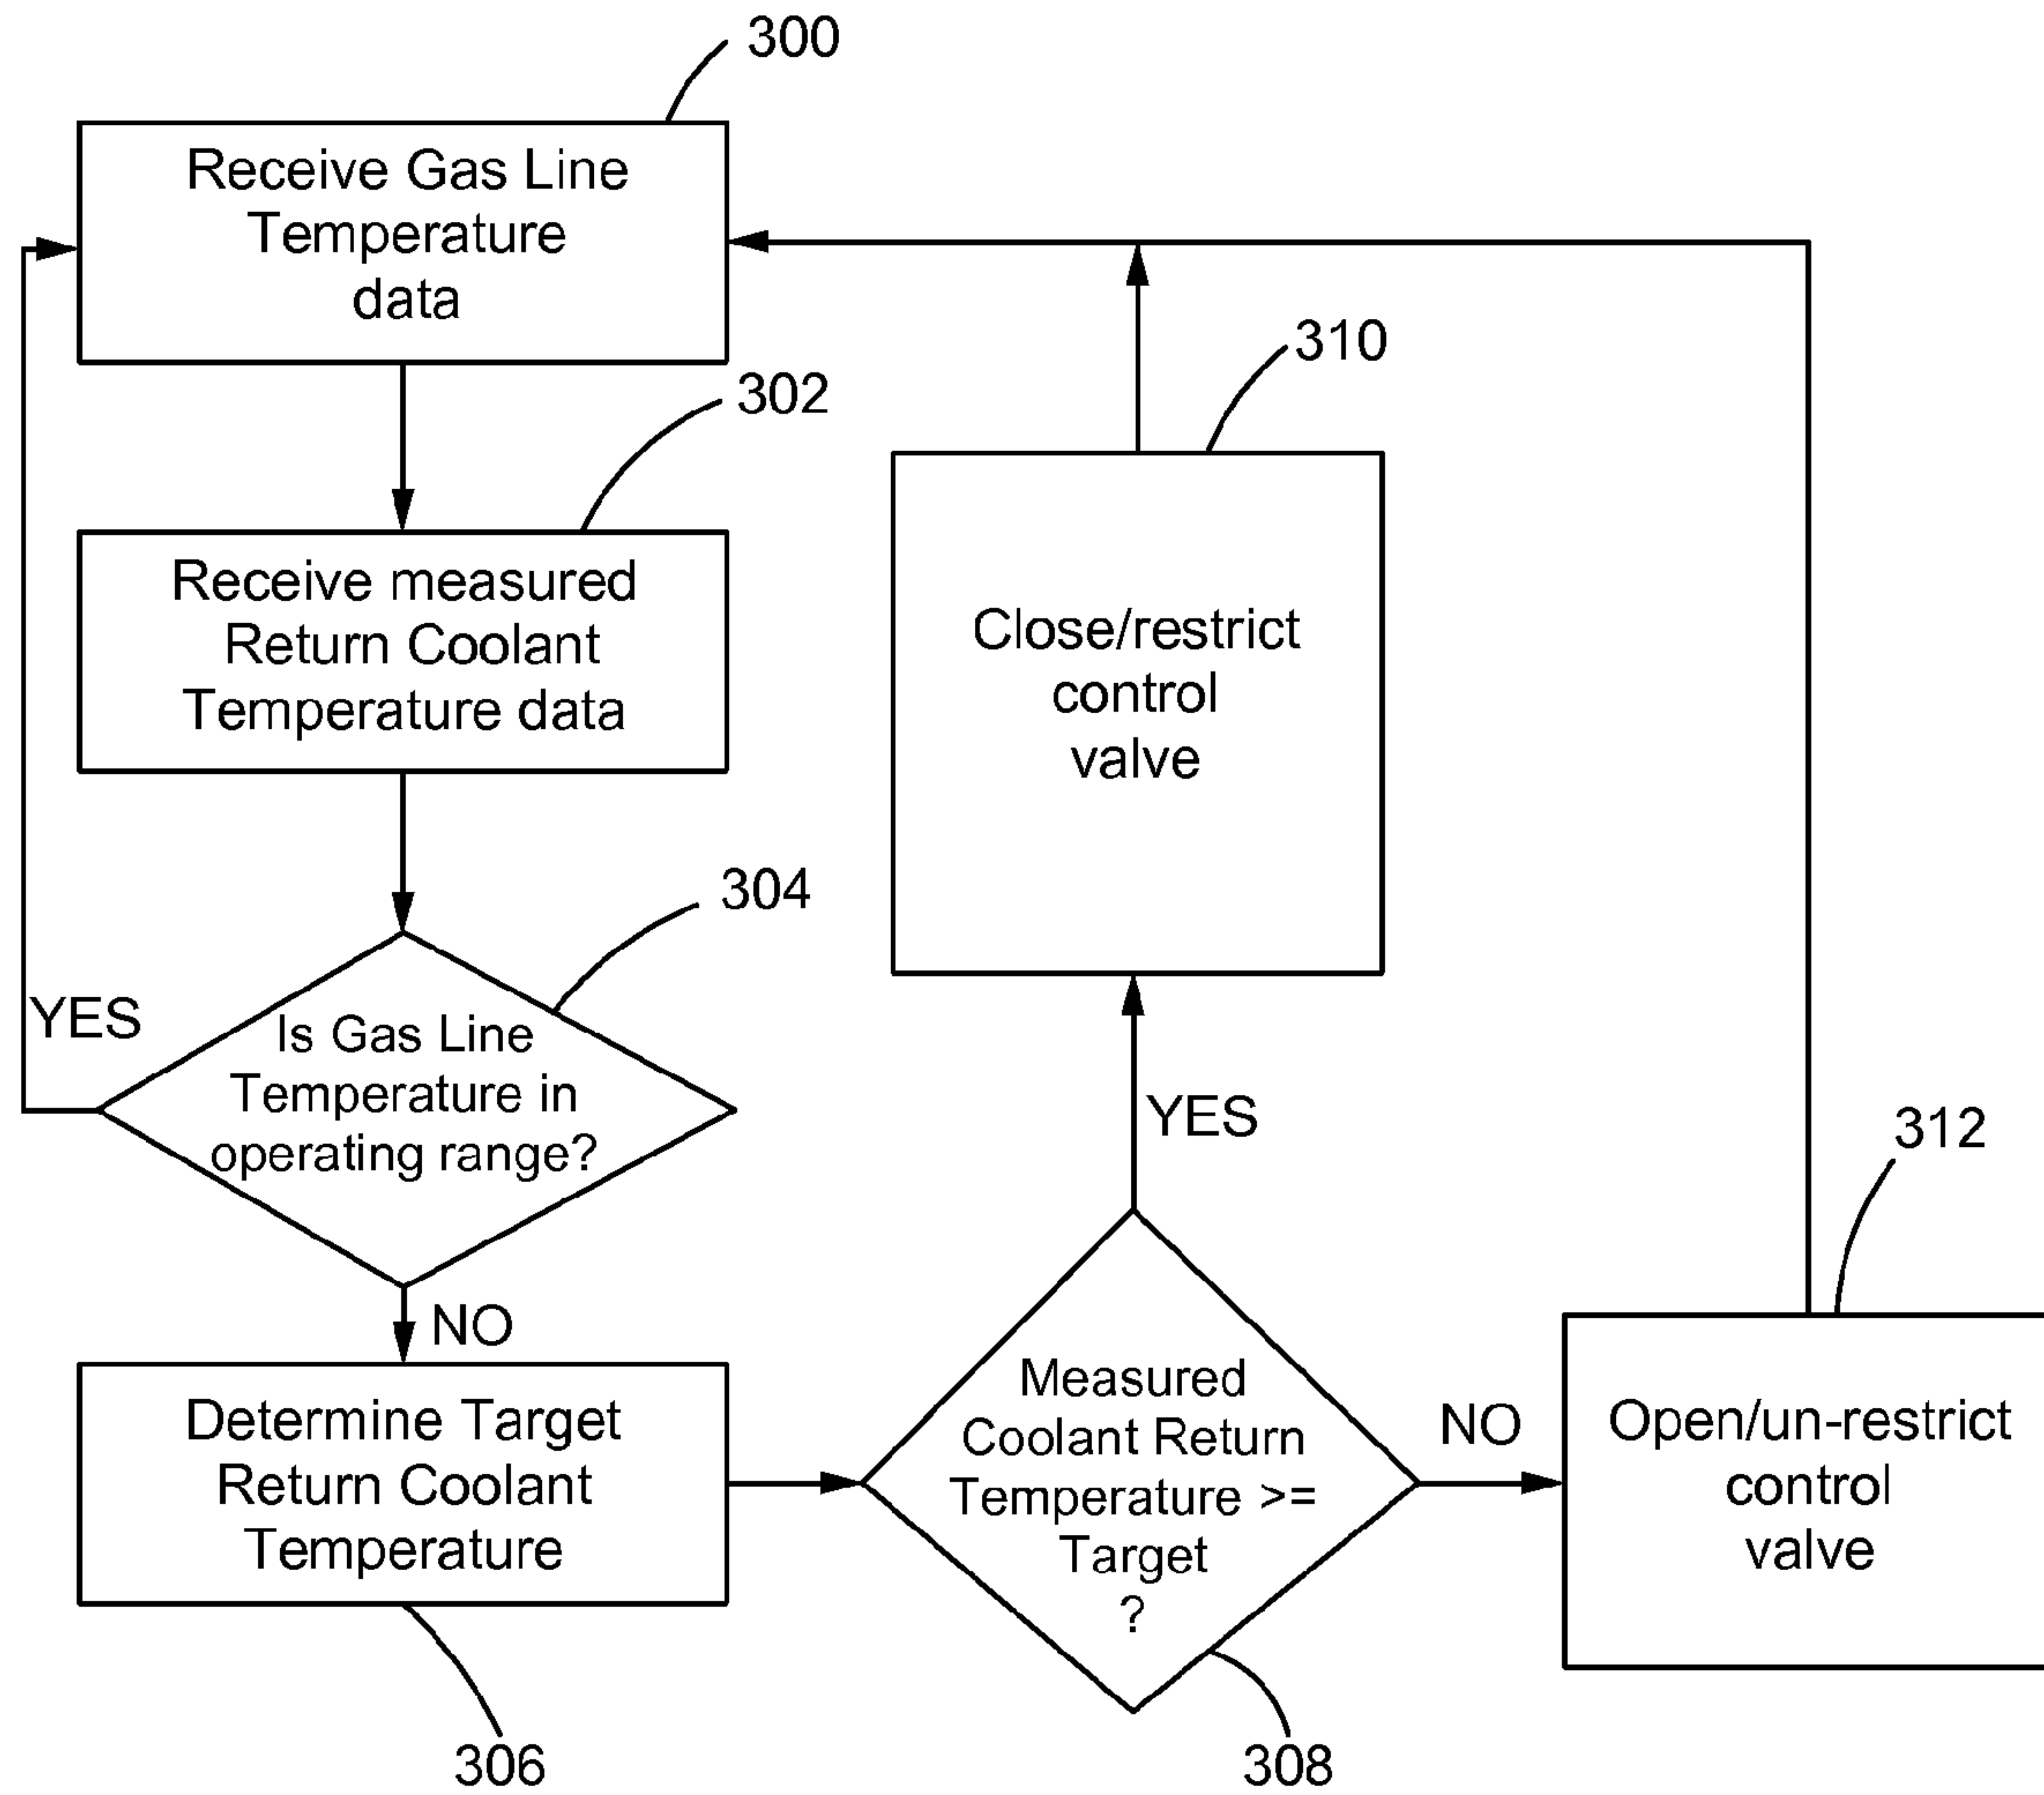 300
Receive Gas Line
Temperature
data
302
Receive measured
Return Coolant
Temperature data
304
YES
Is Gas Line
Temperature in
operating range?
NO
Determine Target
Return Coolant
Temperature
306
310
Close/restrict
control
valve
YES
Measured
Coolant Return
Temperature >=
Target
?
308
NO
312
Open/un-restrict
control
valve